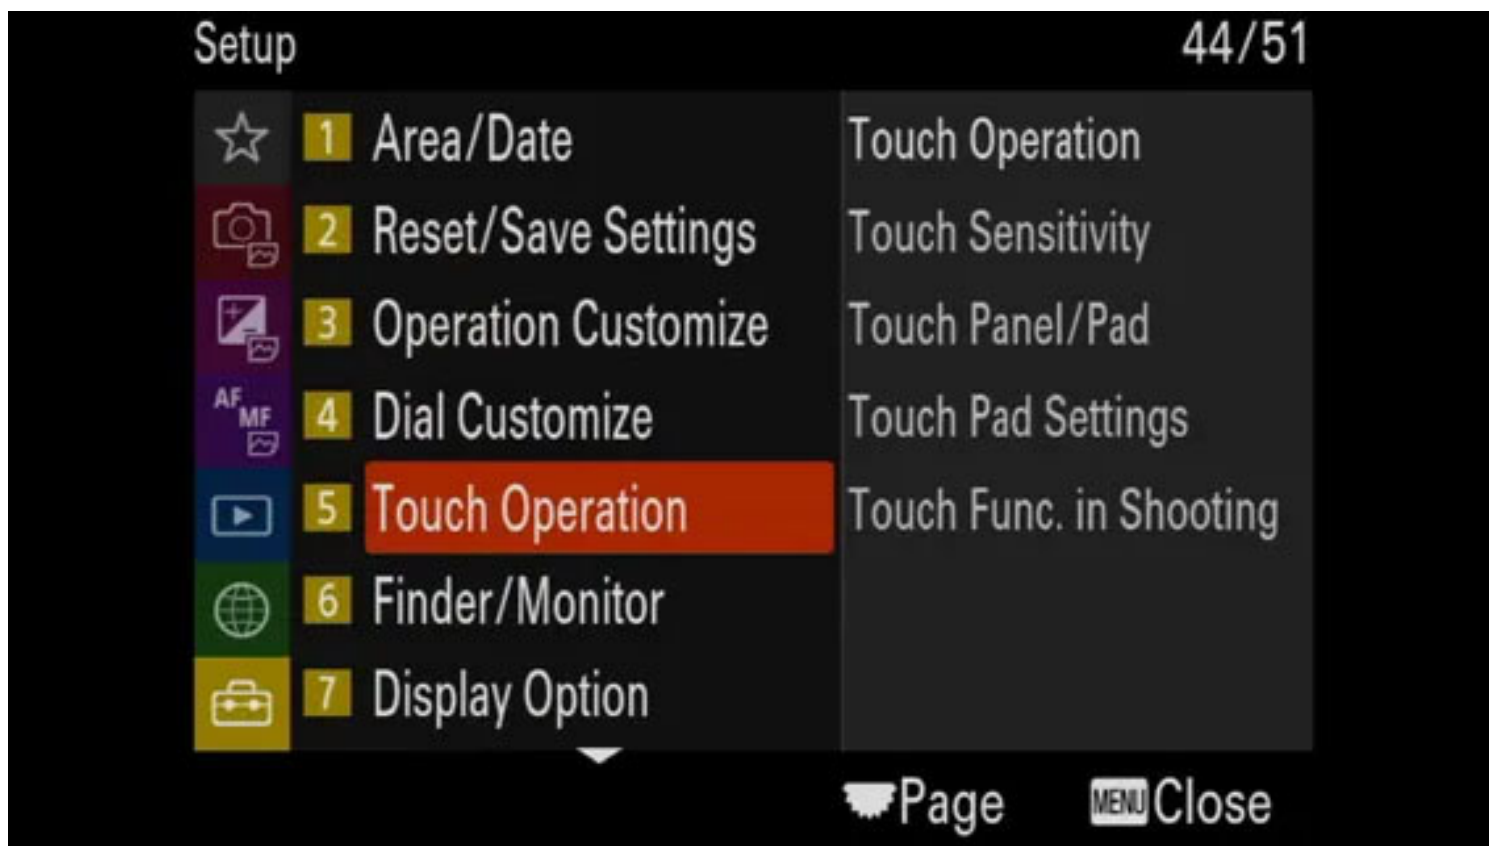 Setup 44/51
1 Area/Date
2 Reset/Save Settings
3 Operation Customize
4 Dial Customize
5 Touch Operation
6 Finder/Monitor
7 Display Option
AF MF
Touch Operation
Touch Sensitivity
Touch Panel/Pad
Touch Pad Settings
Touch Func. in Shooting
Page MENU Close